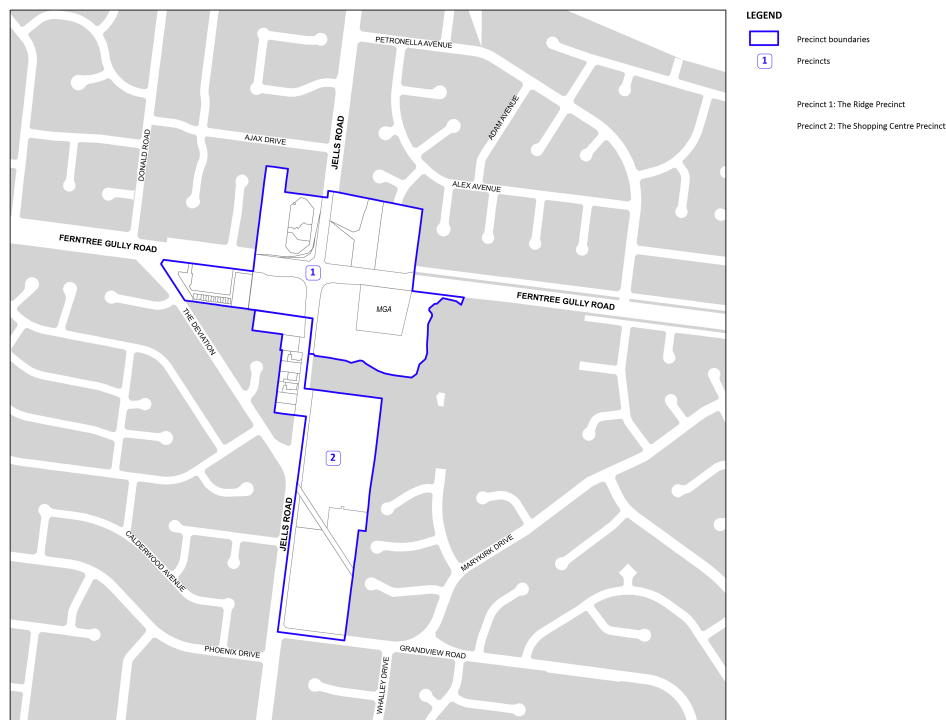 LEGEND
Precinct boundaries
1
Precincts
Precinct 1: The Ridge Precinct
Precinct 2: The Shopping Centre Precinct
PETRONELLA AVENUE
ADAM AVENUE
JELLS ROAD
DONALD ROAD
AJAX DRIVE
ALEX AVENUE
FERNTREE GULLY ROAD
1
FERNTREE GULLY ROAD
MGA
THE DEVIATION
2
JELLS ROAD
CALDERWOOD AVENUE
MARYKIRK DRIVE
PHOENIX DRIVE
GRANDVIEW ROAD
WHALLEY DRIVE